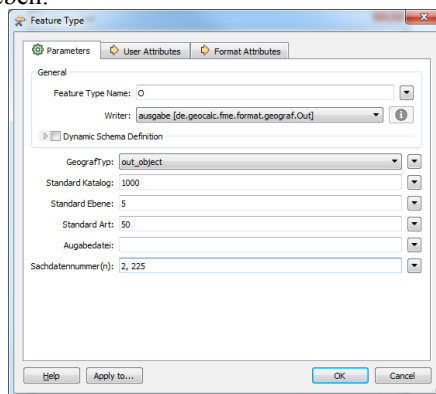 Feature Type
Parameters
User Attributes
Format Attributes
General
Feature Type Name: O
Writer: ausgabe [de.geocalc.fme.format.geograf.Out]
Dynamic Schema Definition
GeografTyp: out_object
Standard Katalog: 1000
Standard Ebene: 5
Standard Art: 50
Augabedatei:
Sachdatennummer(n): 2, 225
Help
Apply to...
OK
Cancel